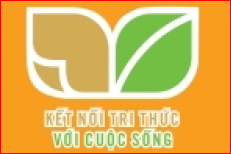 KẾT NỐI TRI THỨC
VỚI CUỘC SỐNG